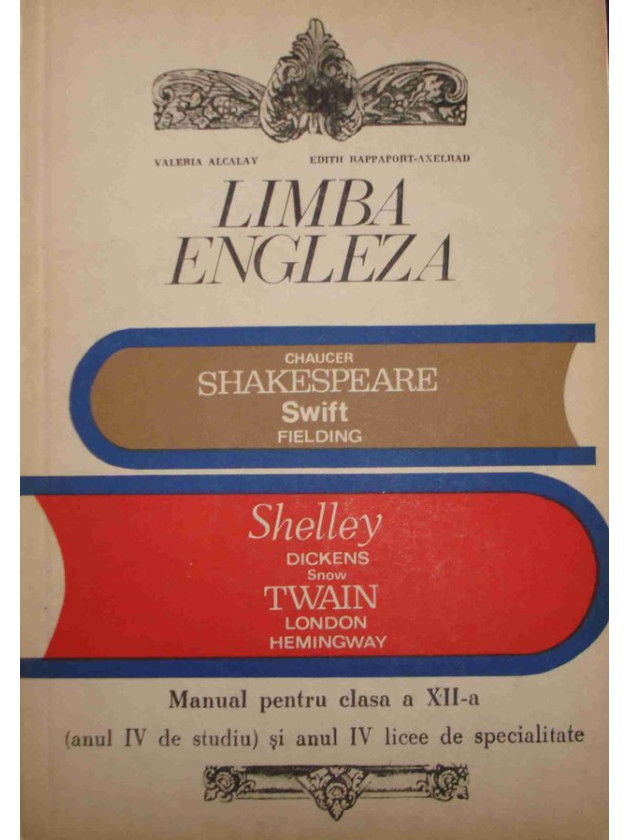 VALERIA ALCALAY EDITH RAPPAPORT-AXELRAD
LIMBA
ENGLEZA
CHAUCER
SHAKESPEARE
Swift
FIELDING
Shelley
DICKENS
Snow
TWAIN
LONDON
HEMINGWAY
Manual pentru clasa a XII-a
(anul IV de studiu) și anul IV licee de specialitate